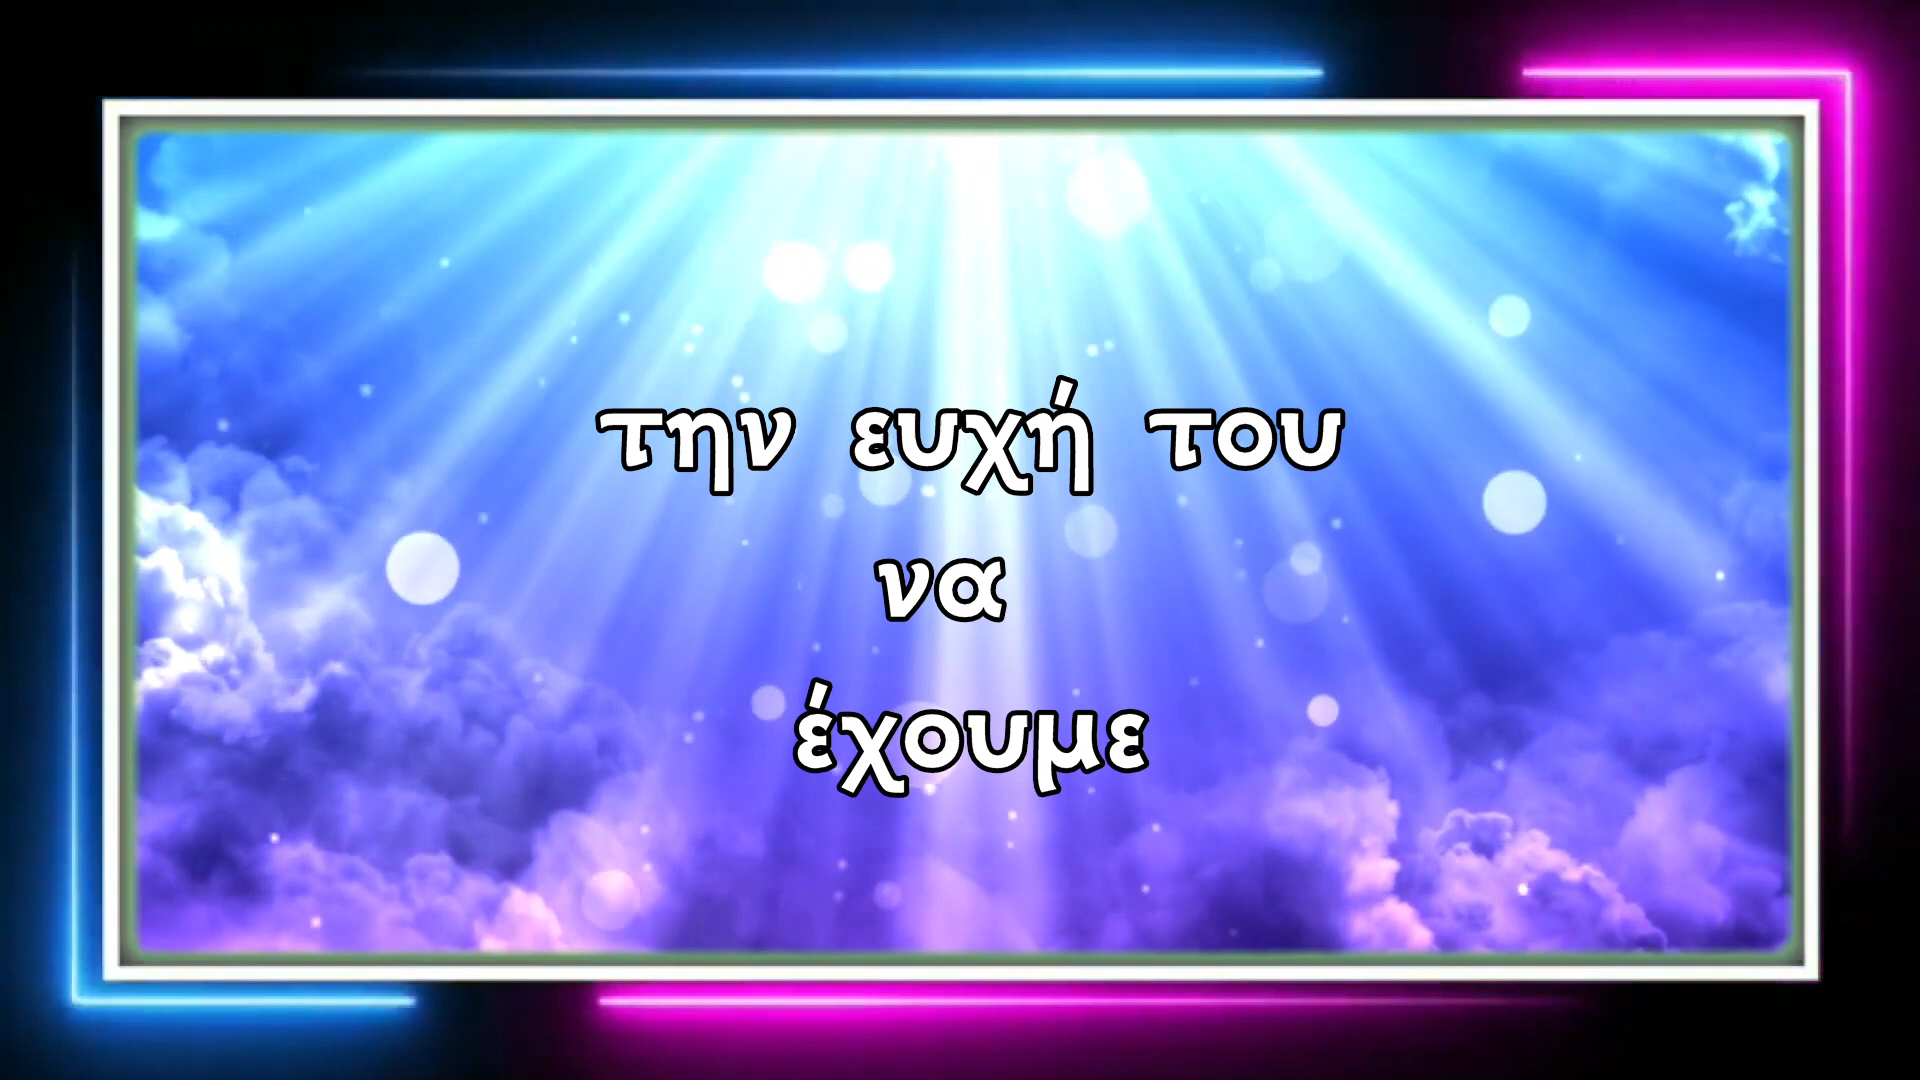 την ευχή του
να
έχουμε